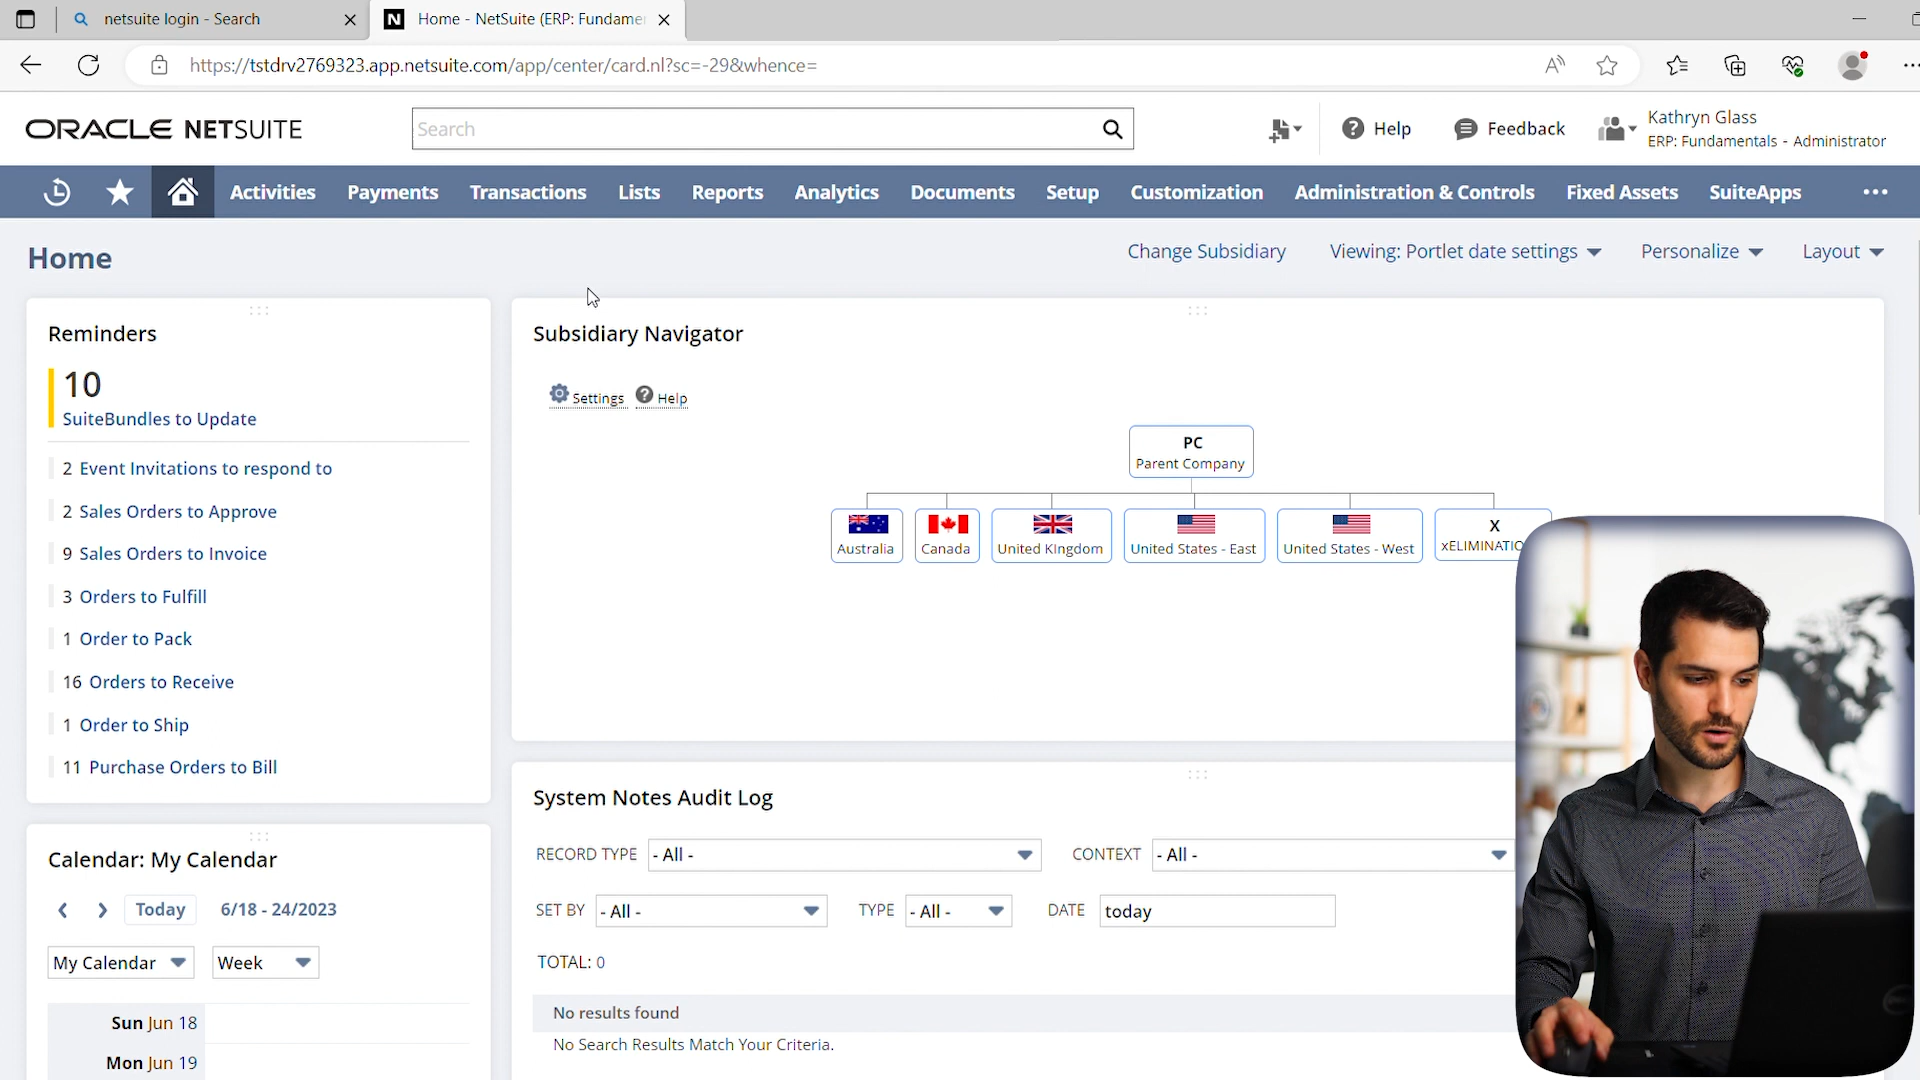 netsuite login - Search
N Home - NetSuite (ERP: Fundame
https://tstdrv2769323.app.netsuite.com/app/center/card.nl?sc=-29&whence=
ORACLE NETSUITE
Search
Help
Feedback
Kathryn Glass
ERP: Fundamentals - Administrator
Activities Payments Transactions Lists Reports Analytics Documents Setup Customization Administration & Controls Fixed Assets SuiteApps
Home
Change Subsidiary
Viewing: Portlet date settings
Personalize
Layout
Reminders
10
SuiteBundles to Update
2 Event Invitations to respond to
2 Sales Orders to Approve
9 Sales Orders to Invoice
3 Orders to Fulfill
1 Order to Pack
16 Orders to Receive
1 Order to Ship
11 Purchase Orders to Bill
Subsidiary Navigator
Settings
Help
PC
Parent Company
Australia
Canada
United KIngdom
United States - East
United States - West
X
xELIMINATIO
Calendar: My Calendar
Today
6/18 - 24/2023
My Calendar
Week
Sun Jun 18
Mon Jun 19
System Notes Audit Log
RECORD TYPE - All -
CONTEXT - All -
SET BY - All -
TYPE - All -
DATE today
TOTAL: 0
No results found
No Search Results Match Your Criteria.